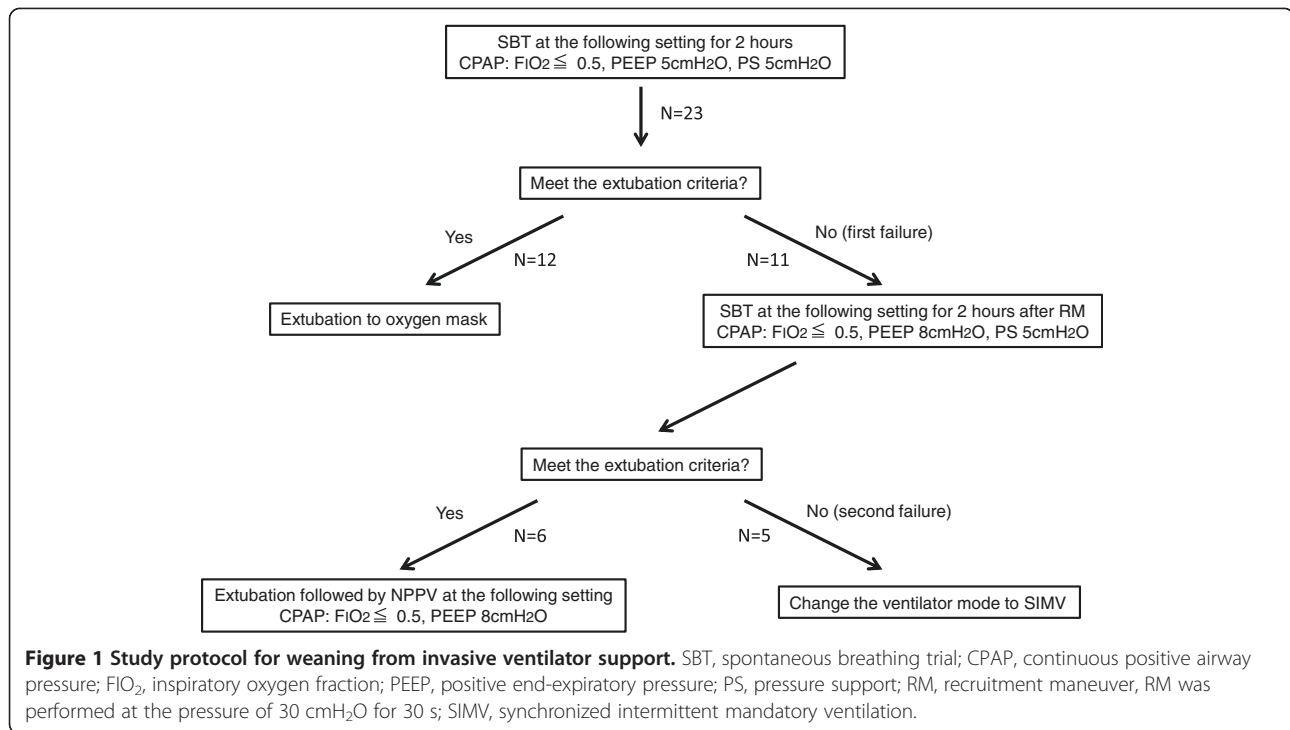 SBT at the following setting for 2 hours
CPAP: FIO2≦ 0.5, PEEP 5cmH2O, PS 5cmH2O
N=23
Meet the extubation criteria?
Yes
No (first failure)
N=12
N=11
Extubation to oxygen mask
SBT at the following setting for 2 hours after RM
CPAP: FIO2≦ 0.5, PEEP 8cmH2O, PS 5cmH2O
Meet the extubation criteria?
Yes
No (second failure)
N=6
N=5
Extubation followed by NPPV at the following setting
CPAP: FIO2≦ 0.5, PEEP 8cmH2O
Change the ventilator mode to SIMV
Figure 1 Study protocol for weaning from invasive ventilator support. SBT, spontaneous breathing trial; CPAP, continuous positive airway
pressure; FIO₂, inspiratory oxygen fraction; PEEP, positive end-expiratory pressure; PS, pressure support; RM, recruitment maneuver, RM was
performed at the pressure of 30 cmH₂O for 30 s; SIMV, synchronized intermittent mandatory ventilation.